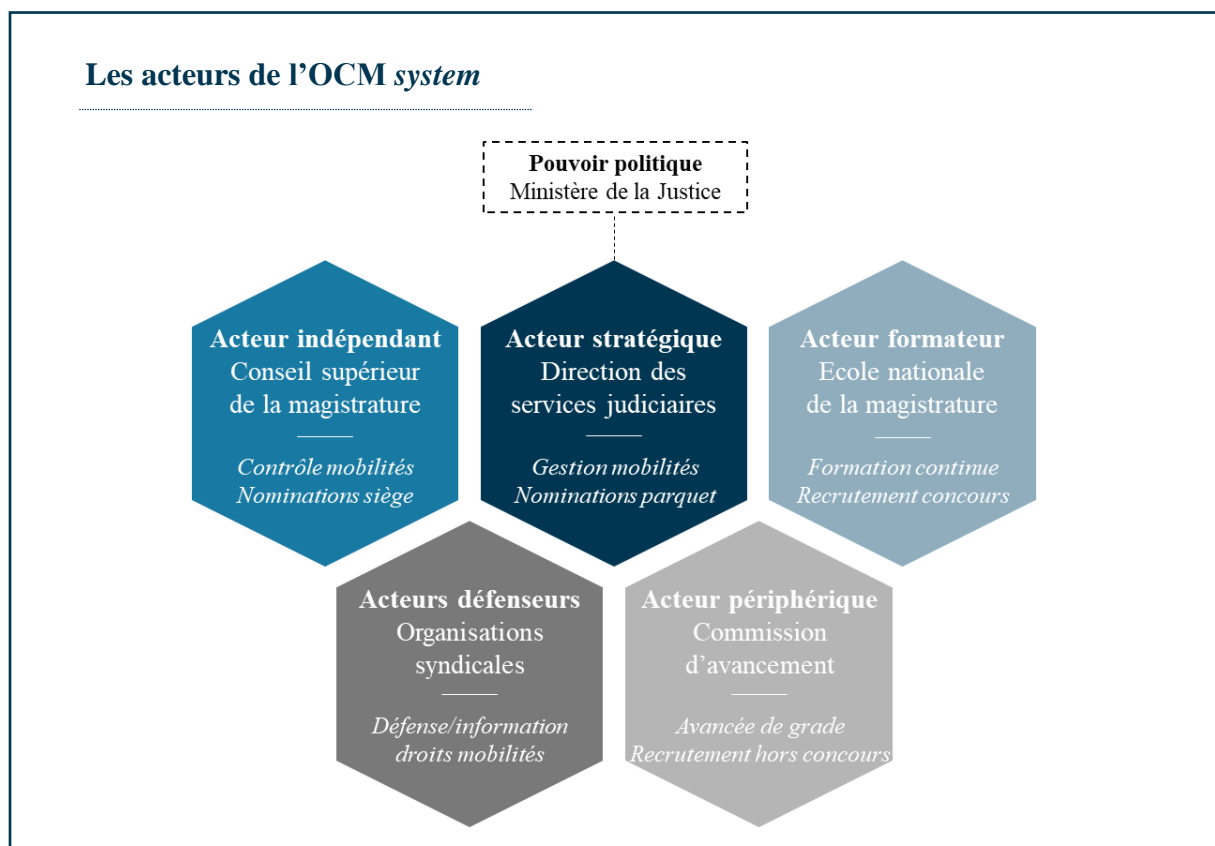 Les acteurs de l’OCM system
Pouvoir politique
Ministère de la Justice
Acteur indépendant
Conseil supérieur
de la magistrature
Contrôle mobilités
Nominations siège
Acteur stratégique
Direction des
services judiciaires
Gestion mobilités
Nominations parquet
Acteur formateur
Ecole nationale
de la magistrature
Formation continue
Recrutement concours
Acteurs défenseurs
Organisations
syndicales
Défense/information
droits mobilités
Acteur périphérique
Commission
d’avancement
Avancée de grade
Recrutement hors concours